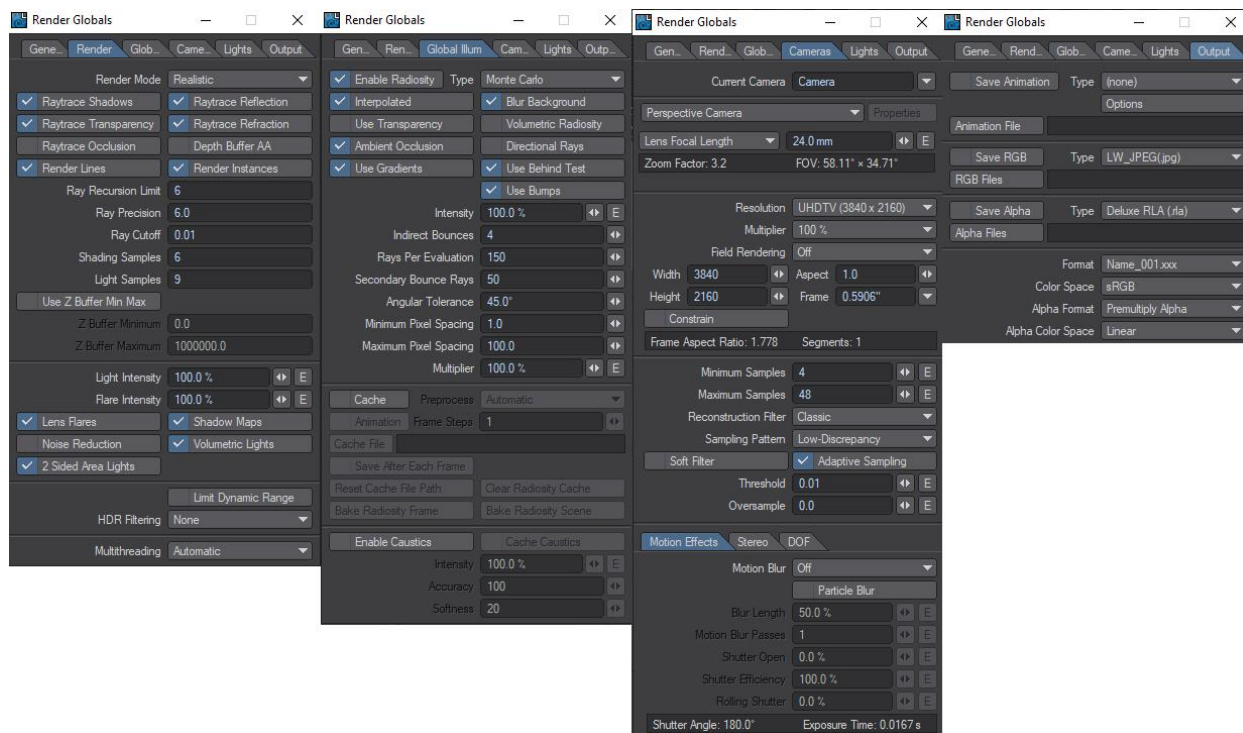 Render Globals
Gene... Render Glob... Came... Lights Output
Render Mode Realistic
Raytrace Shadows Raytrace Reflection
Raytrace Transparency Raytrace Refraction
Raytrace Occlusion Depth Buffer AA
Render Lines Render Instances
Ray Recursion Limit 6
Ray Precision 6.0
Ray Cutoff 0.01
Shading Samples 6
Light Samples 9
Use Z Buffer Min Max
Z Buffer Minimum 0.0
Z Buffer Maximum 1000000.0
Light Intensity 100.0 % E
Flare Intensity 100.0 % E
Lens Flares Shadow Maps
Noise Reduction Volumetric Lights
2 Sided Area Lights
Limit Dynamic Range
HDR Filtering None
Multithreading Automatic
Render Globals
Gen... Ren... Global Illum Cam... Lights Outp...
Enable Radiosity Type Monte Carlo
Interpolated Blur Background
Use Transparency Volumetric Radiosity
Ambient Occlusion Directional Rays
Use Gradients Use Behind Test
Use Bumps
Intensity 100.0 % E
Indirect Bounces 4
Rays Per Evaluation 150
Secondary Bounce Rays 50
Angular Tolerance 45.0°
Minimum Pixel Spacing 1.0
Maximum Pixel Spacing 100.0
Multiplier 100.0 % E
Cache Preprocess Automatic
Animation Frame Steps 1
Cache File
Save After Each Frame
Reset Cache File Path Clear Radiosity Cache
Bake Radiosity Frame Bake Radiosity Scene
Enable Caustics Cache Caustics
Intensity 100.0 % E
Accuracy 100
Softness 20
Render Globals
Gen... Rend... Glob... Cameras Lights Output
Current Camera Camera
Perspective Camera Properties
Lens Focal Length 24.0 mm E
Zoom Factor: 3.2 FOV: 58.11° × 34.71°
Resolution UHDTV (3840 x 2160)
Multiplier 100 %
Field Rendering Off
Width 3840 Aspect 1.0
Height 2160 Frame 0.5906"
Constrain
Frame Aspect Ratio: 1.778 Segments: 1
Minimum Samples 4 E
Maximum Samples 48 E
Reconstruction Filter Classic
Sampling Pattern Low-Discrepancy
Soft Filter Adaptive Sampling
Threshold 0.01 E
Oversample 0.0 E
Motion Effects Stereo DOF
Motion Blur Off
Particle Blur
Blur Length 50.0 % E
Motion Blur Passes 1 E
Shutter Open 0.0 % E
Shutter Efficiency 100.0 % E
Rolling Shutter 0.0 % E
Shutter Angle: 180.0° Exposure Time: 0.0167 s
Render Globals
Gene... Rend... Glob... Came... Lights Output
Save Animation Type (none)
Options
Animation File
Save RGB Type LW_JPEG(.jpg)
RGB Files
Save Alpha Type Deluxe RLA (.rla)
Alpha Files
Format Name_001.xxx
Color Space sRGB
Alpha Format Premultiply Alpha
Alpha Color Space Linear